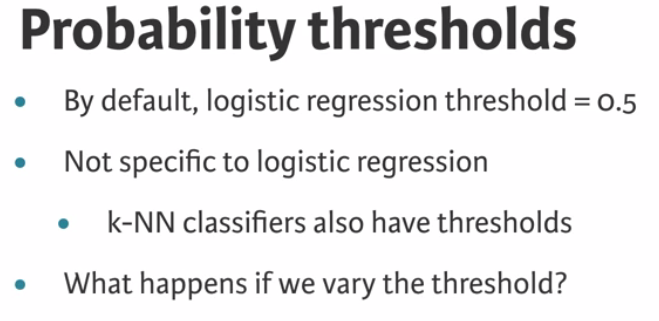 Probability thresholds
• By default, logistic regression threshold = 0.5
• Not specific to logistic regression
• k-NN classifiers also have thresholds
• What happens if we vary the threshold?